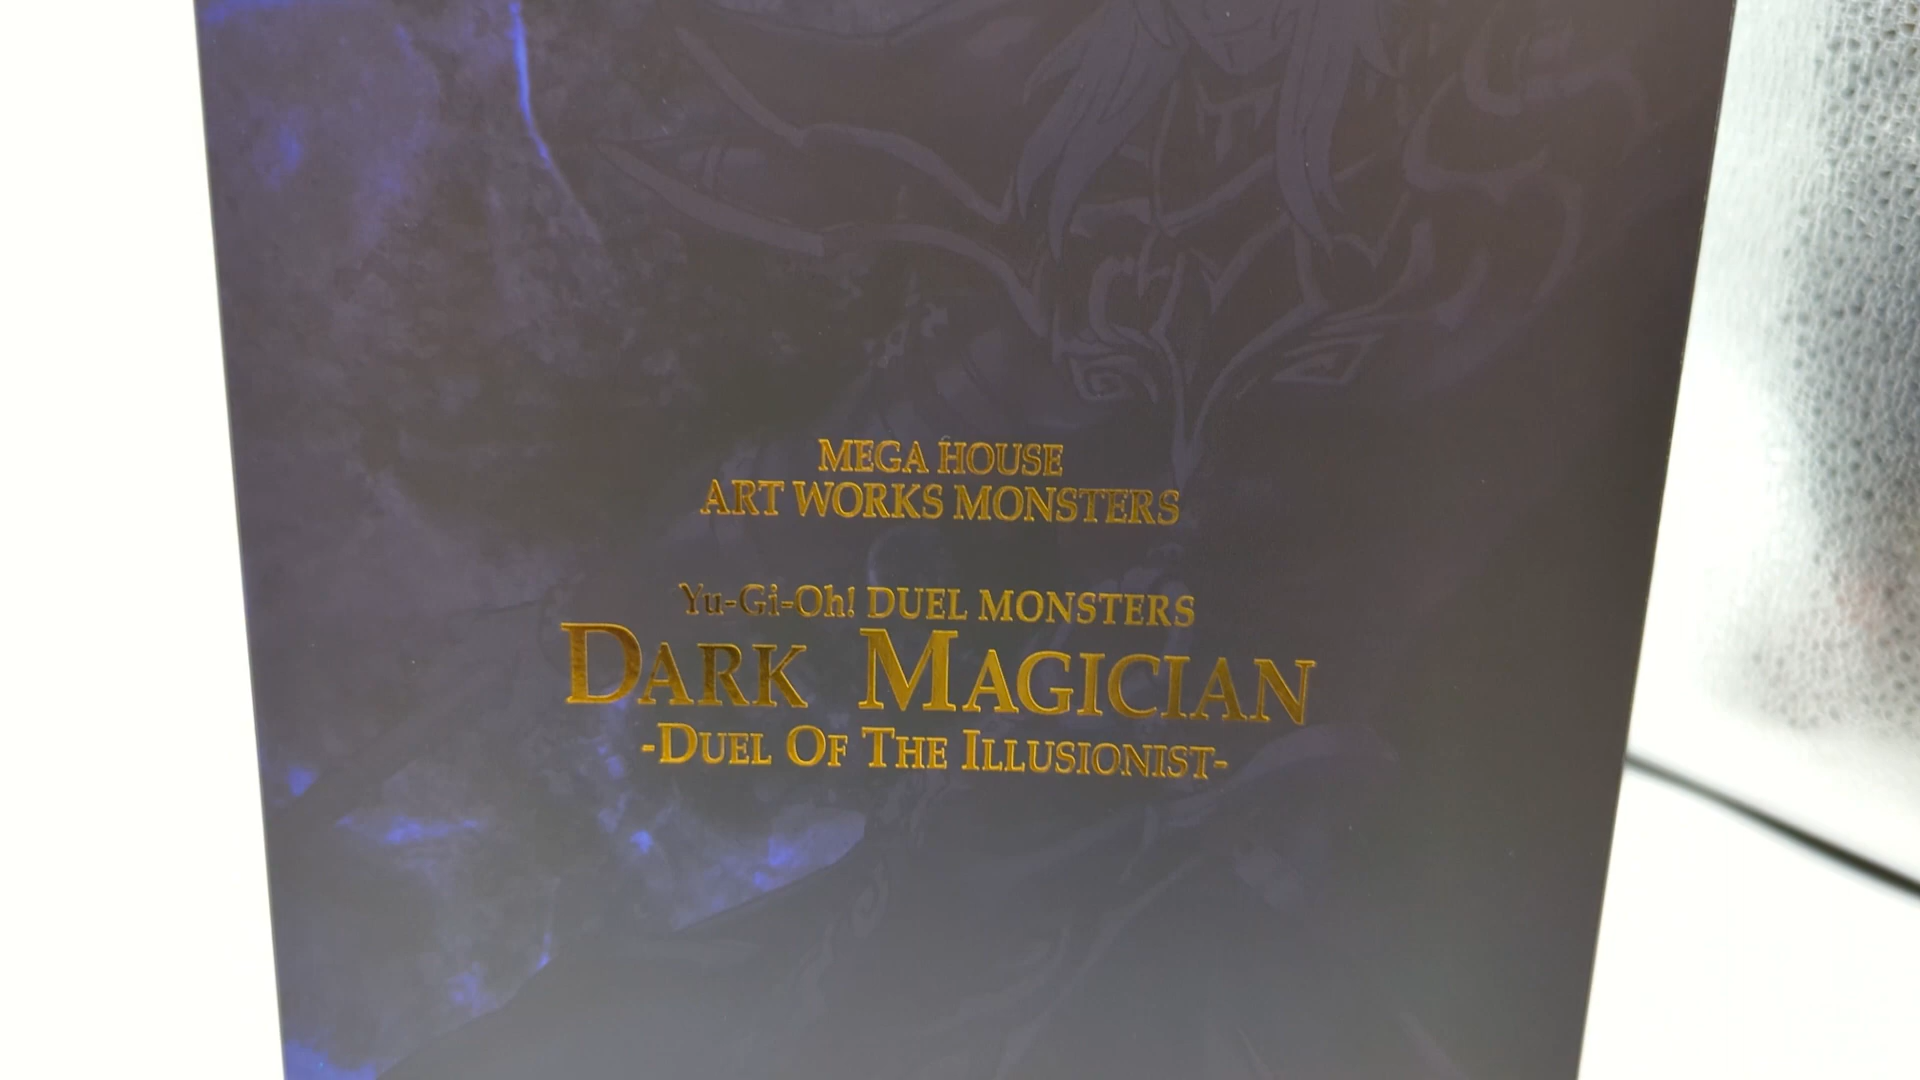 MEGA HOUSE
ART WORKS MONSTERS
Yu-Gi-Oh! DUEL MONSTERS
DARK MAGICIAN
-DUEL OF THE ILLUSIONIST-